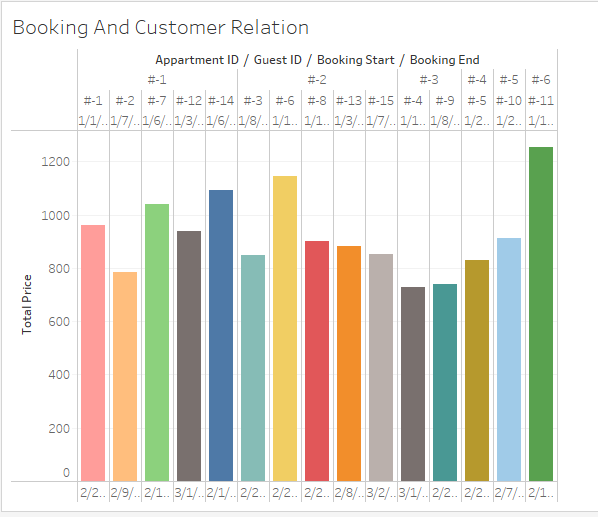 Booking And Customer Relation
Appartment ID / Guest ID / Booking Start / Booking End
#-1 #-2 #-3 #-4 #-5 #-6
#-1 #-2 #-7 #-12 #-14 #-3 #-6 #-8 #-13 #-15 #-4 #-9 #-5 #-10 #-11
1/1/.. 1/7/.. 1/6/.. 1/3/.. 1/6/.. 1/8/.. 1/1.. 1/1.. 1/3/.. 1/7/.. 1/1.. 1/8/.. 1/2.. 1/2.. 1/1..
1200
1000
800
600
400
200
0
Total Price
2/2.. 2/9/.. 2/1.. 3/1/.. 2/1/.. 2/2.. 2/2.. 2/2.. 2/8/.. 3/2/.. 3/1/.. 2/2.. 2/2.. 2/7/.. 2/1..